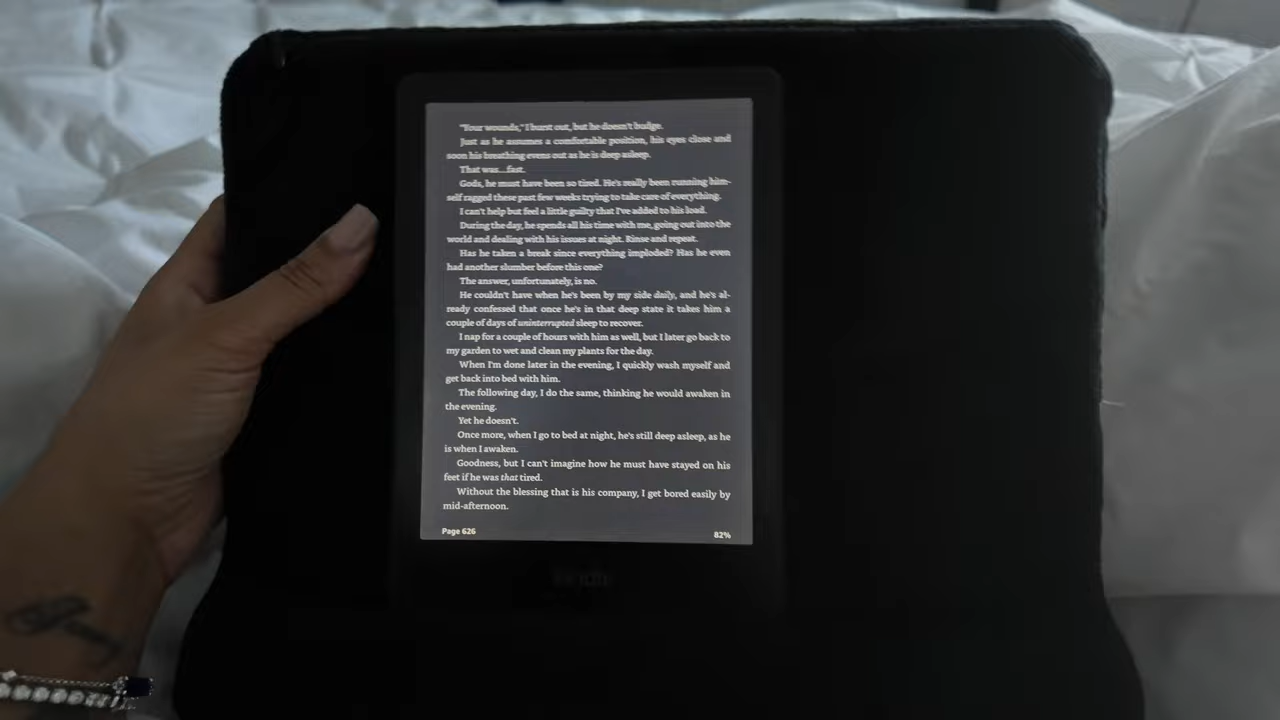 "Your wounds," I burst out, but he doesn't budge.
Just as he assumes a comfortable position, his eyes close and
soon his breathing evens out as he is deep asleep.
That was...fast.
Gods, he must have been so tired. He's really been running him-
self ragged these past few weeks trying to take care of everything.
I can't help but feel a little guilty that I've added to his load.
During the day, he spends all his time with me, going out into the
world and dealing with his issues at night. Rinse and repeat.
Has he taken a break since everything imploded? Has he even
had another slumber before this one?
The answer, unfortunately, is no.
He couldn't have when he's been by my side daily, and he's al-
ready confessed that once he's in that deep state it takes him a
couple of days of uninterrupted sleep to recover.
I nap for a couple of hours with him as well, but I later go back to
my garden to wet and clean my plants for the day.
When I'm done later in the evening, I quickly wash myself and
get back into bed with him.
The following day, I do the same, thinking he would awaken in
the evening.
Yet he doesn't.
Once more, when I go to bed at night, he's still deep asleep, as he
is when I awaken.
Goodness, but I can't imagine how he must have stayed on his
feet if he was that tired.
Without the blessing that is his company, I get bored easily by
mid-afternoon.
Page 626
82%